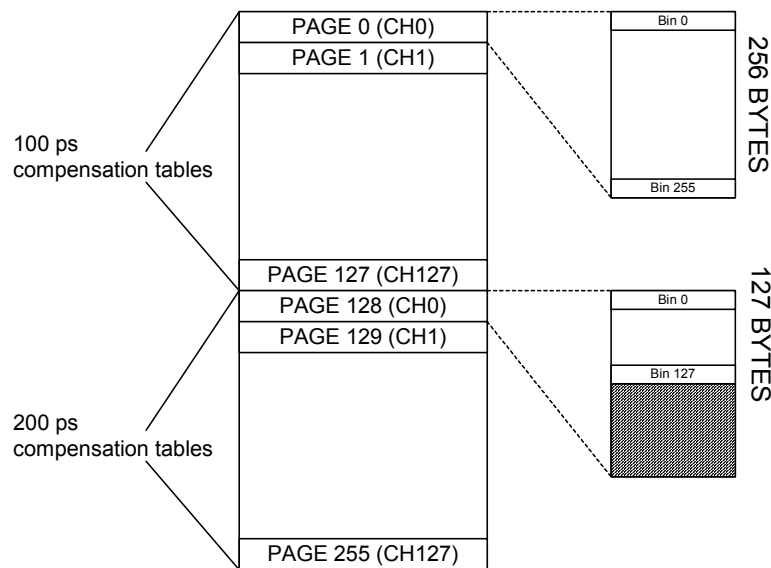 PAGE 0 (CH0)
PAGE 1 (CH1)
100 ps
compensation tables
PAGE 127 (CH127)
PAGE 128 (CH0)
PAGE 129 (CH1)
200 ps
compensation tables
PAGE 255 (CH127)
Bin 0
Bin 255
256 BYTES
Bin 0
Bin 127
127 BYTES